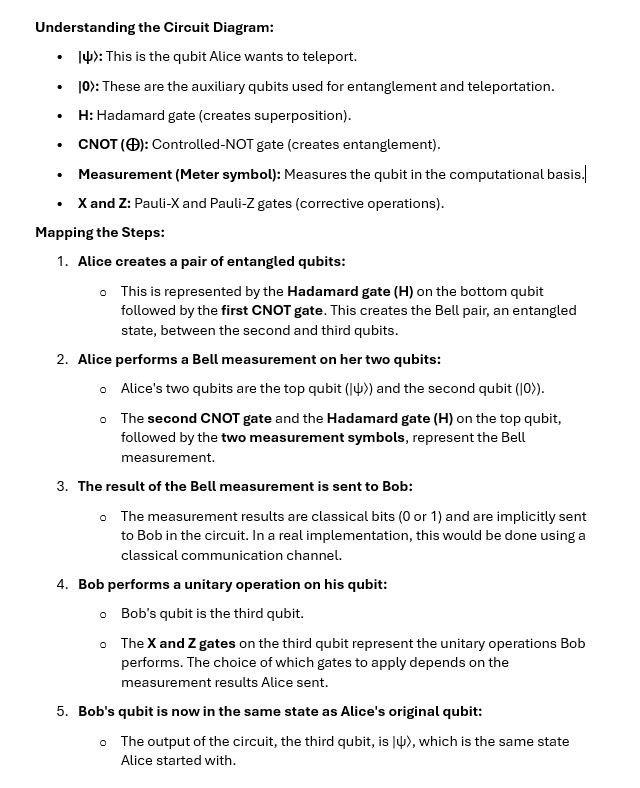 Understanding the Circuit Diagram:
• |ψ⟩: This is the qubit Alice wants to teleport.
• |0⟩: These are the auxiliary qubits used for entanglement and teleportation.
• H: Hadamard gate (creates superposition).
• CNOT (⊕): Controlled-NOT gate (creates entanglement).
• Measurement (Meter symbol): Measures the qubit in the computational basis.
• X and Z: Pauli-X and Pauli-Z gates (corrective operations).
Mapping the Steps:
1. Alice creates a pair of entangled qubits:
o This is represented by the Hadamard gate (H) on the bottom qubit
followed by the first CNOT gate. This creates the Bell pair, an entangled
state, between the second and third qubits.
2. Alice performs a Bell measurement on her two qubits:
o Alice's two qubits are the top qubit (|ψ⟩) and the second qubit (|0⟩).
o The second CNOT gate and the Hadamard gate (H) on the top qubit,
followed by the two measurement symbols, represent the Bell
measurement.
3. The result of the Bell measurement is sent to Bob:
o The measurement results are classical bits (0 or 1) and are implicitly sent
to Bob in the circuit. In a real implementation, this would be done using a
classical communication channel.
4. Bob performs a unitary operation on his qubit:
o Bob's qubit is the third qubit.
o The X and Z gates on the third qubit represent the unitary operations Bob
performs. The choice of which gates to apply depends on the
measurement results Alice sent.
5. Bob's qubit is now in the same state as Alice's original qubit:
o The output of the circuit, the third qubit, is |ψ⟩, which is the same state
Alice started with.